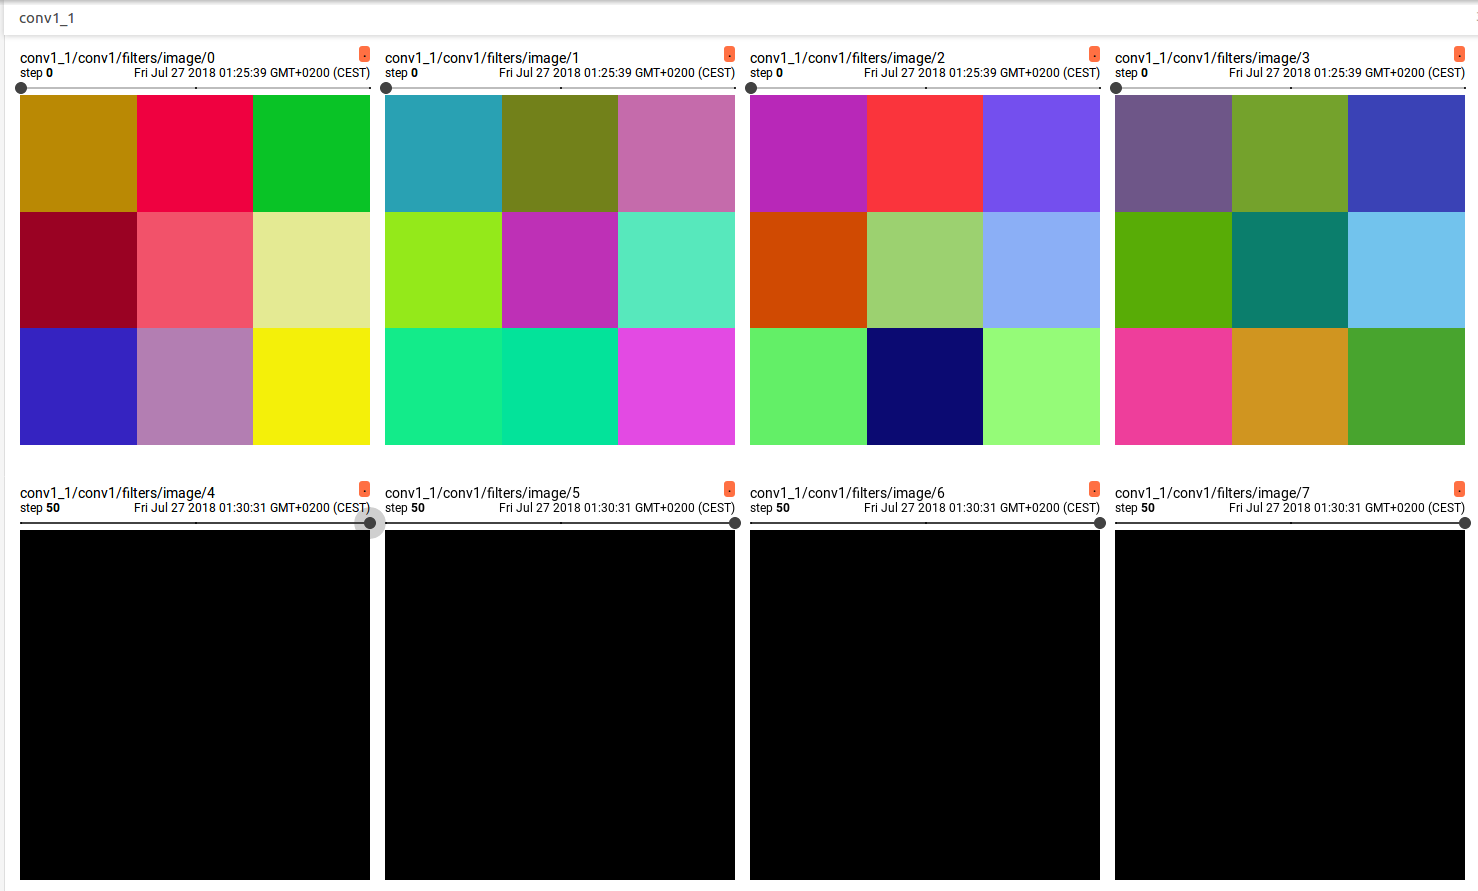 conv1_1
conv1_1/conv1/filters/image/0
step 0 Fri Jul 27 2018 01:25:39 GMT+0200 (CEST)
conv1_1/conv1/filters/image/1
step 0 Fri Jul 27 2018 01:25:39 GMT+0200 (CEST)
conv1_1/conv1/filters/image/2
step 0 Fri Jul 27 2018 01:25:39 GMT+0200 (CEST)
conv1_1/conv1/filters/image/3
step 0 Fri Jul 27 2018 01:25:39 GMT+0200 (CEST)
conv1_1/conv1/filters/image/4
step 50 Fri Jul 27 2018 01:30:31 GMT+0200 (CEST)
conv1_1/conv1/filters/image/5
step 50 Fri Jul 27 2018 01:30:31 GMT+0200 (CEST)
conv1_1/conv1/filters/image/6
step 50 Fri Jul 27 2018 01:30:31 GMT+0200 (CEST)
conv1_1/conv1/filters/image/7
step 50 Fri Jul 27 2018 01:30:31 GMT+0200 (CEST)